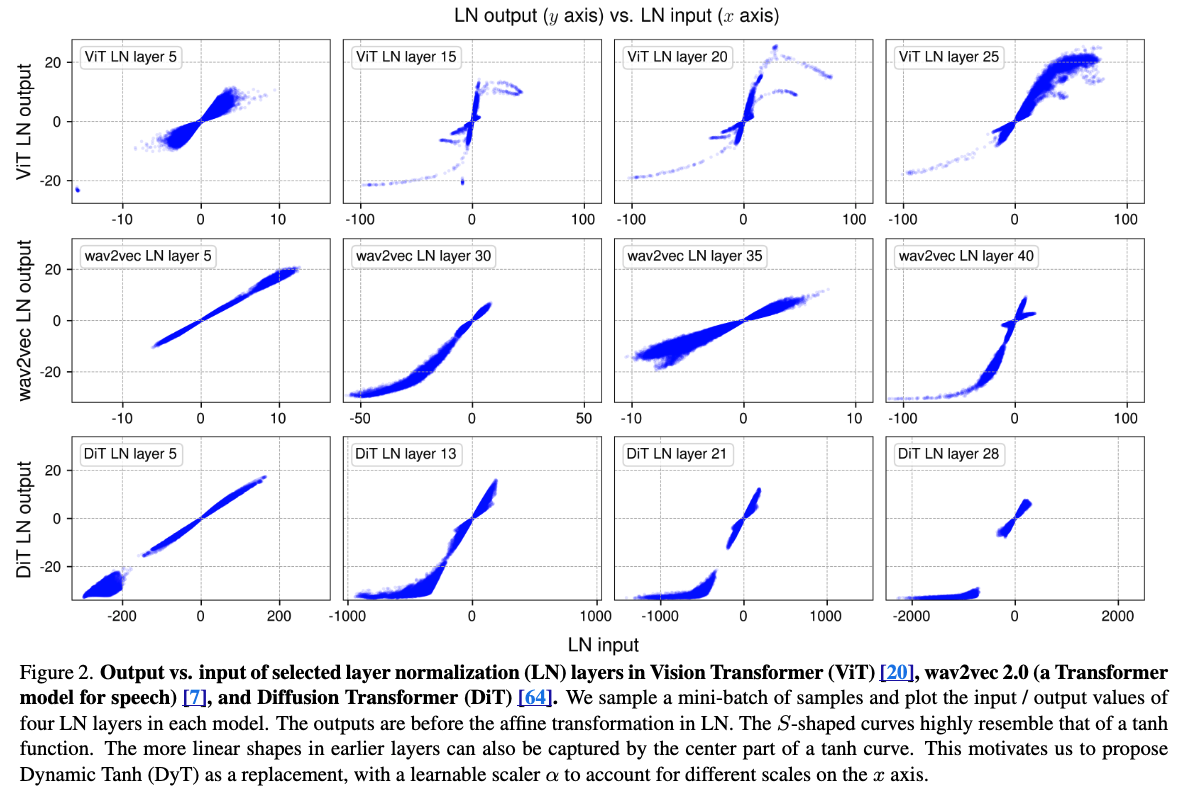 LN output (y axis) vs. LN input (x axis)
ViT LN output
20
0
-20
ViT LN layer 5
-10 0 10
ViT LN layer 15
-100 0 100
ViT LN layer 20
-100 0 100
ViT LN layer 25
-100 0 100
wav2vec LN output
20
0
-20
wav2vec LN layer 5
-10 0 10
wav2vec LN layer 30
-50 0 50
wav2vec LN layer 35
-10 0 10
wav2vec LN layer 40
-100 0 100
DiT LN output
20
0
-20
DiT LN layer 5
-200 0 200
DiT LN layer 13
-1000 0 1000
DiT LN layer 21
-1000 0 1000
DiT LN layer 28
-2000 0 2000
LN input
Figure 2. Output vs. input of selected layer normalization (LN) layers in Vision Transformer (ViT) [20], wav2vec 2.0 (a Transformer
model for speech) [7], and Diffusion Transformer (DiT) [64]. We sample a mini-batch of samples and plot the input / output values of
four LN layers in each model. The outputs are before the affine transformation in LN. The S-shaped curves highly resemble that of a tanh
function. The more linear shapes in earlier layers can also be captured by the center part of a tanh curve. This motivates us to propose
Dynamic Tanh (DyT) as a replacement, with a learnable scaler α to account for different scales on the x axis.